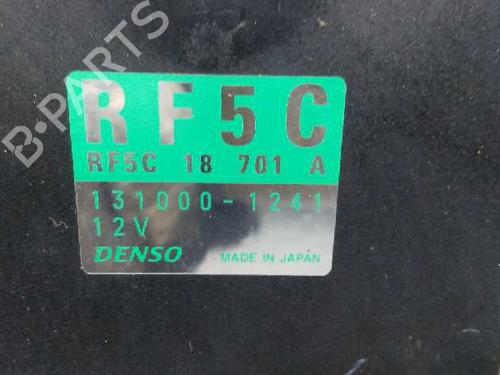 B-PARTS
RF5C
RF5C 18 701 A
131000-1241
12V
DENSO MADE IN JAPAN